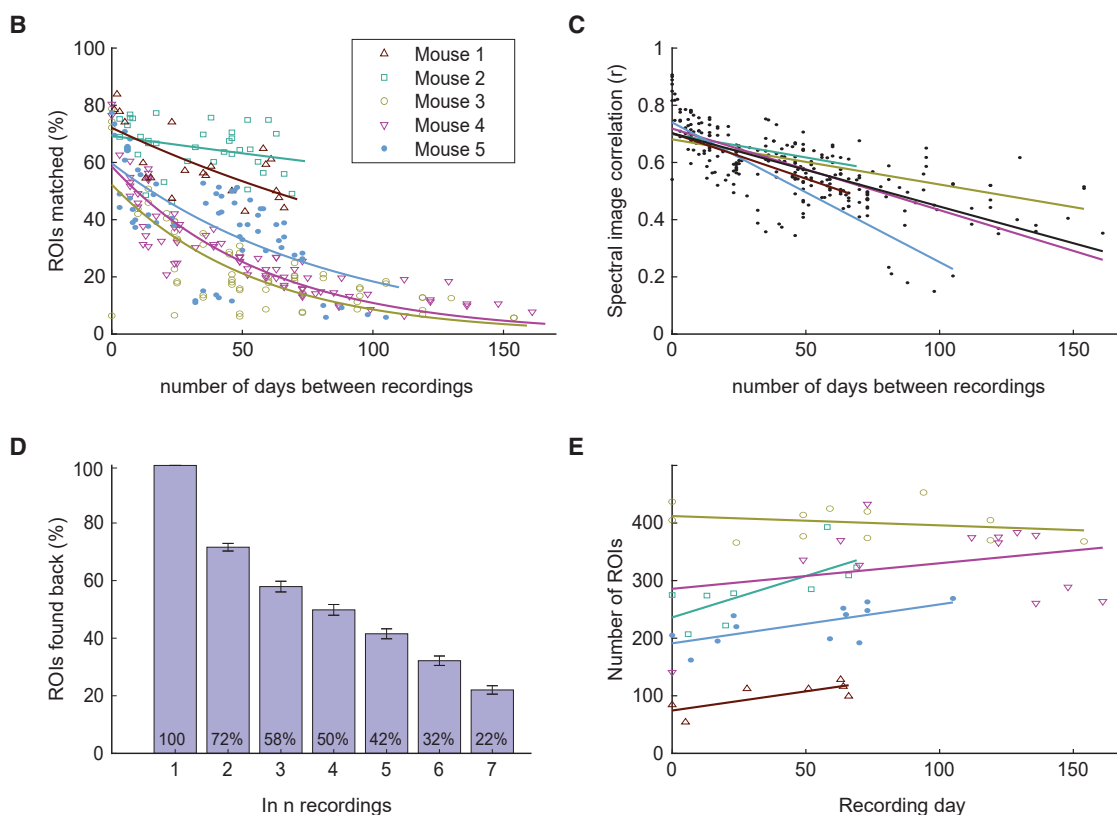 B
100
80
60
40
20
0
ROIs matched (%)
0 50 100 150
number of days between recordings
Mouse 1
Mouse 2
Mouse 3
Mouse 4
Mouse 5
C
1
0.8
0.6
0.4
0.2
0
Spectral image correlation (r)
0 50 100 150
number of days between recordings
D
100
80
60
40
20
0
ROIs found back (%)
100 72% 58% 50% 42% 32% 22%
1 2 3 4 5 6 7
In n recordings
E
400
300
200
100
0
Number of ROIs
0 50 100 150
Recording day